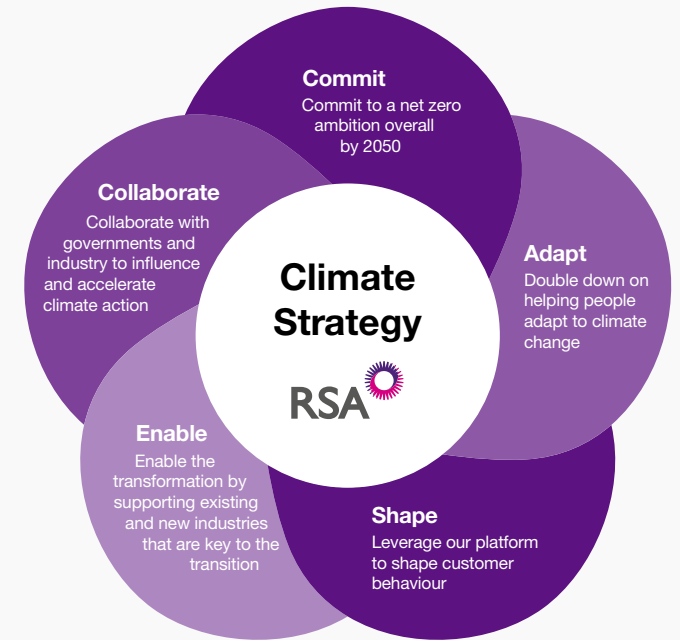 Commit
Commit to a net zero
ambition overall
by 2050
Adapt
Double down on
helping people
adapt to climate
change
Shape
Leverage our platform
to shape customer
behaviour
Enable
Enable the
transformation by
supporting existing
and new industries
that are key to the
transition
Collaborate
Collaborate with
governments and
industry to influence
and accelerate
climate action
Climate
Strategy
RSA